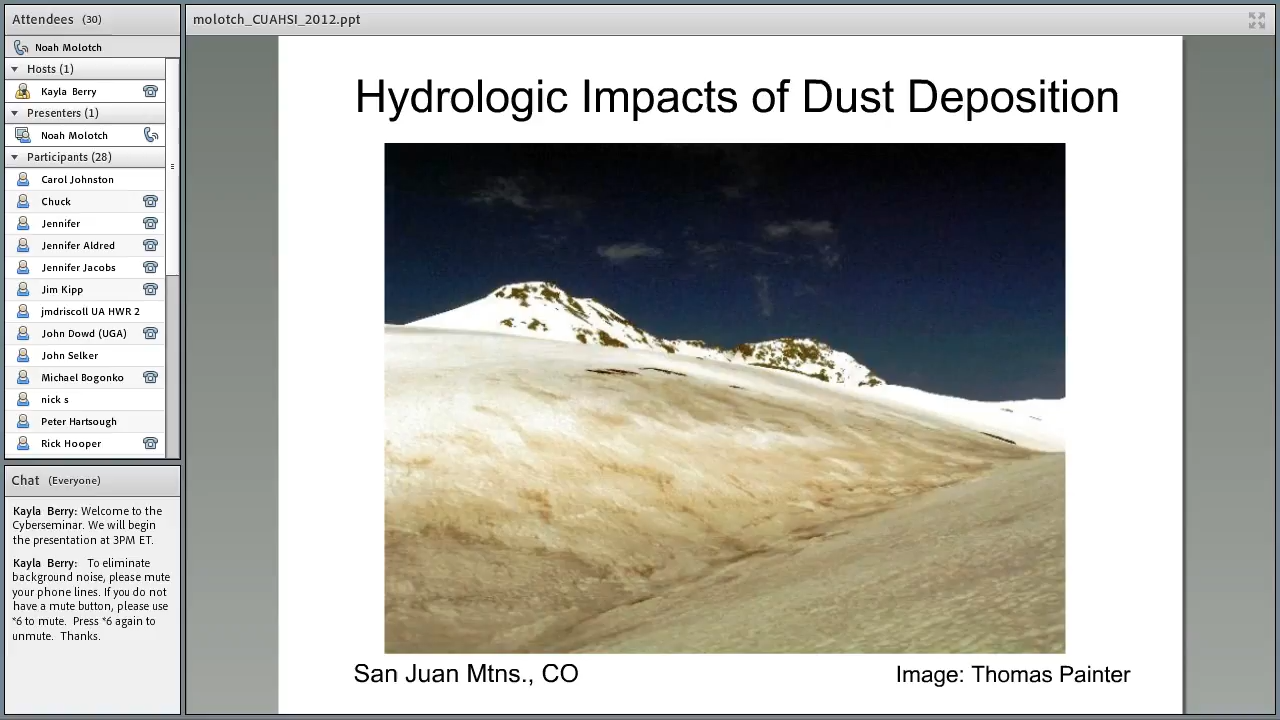 Attendees (30)
Noah Molotch
Hosts (1)
Kayla Berry
Presenters (1)
Noah Molotch
Participants (28)
Carol Johnston
Chuck
Jennifer
Jennifer Aldred
Jennifer Jacobs
Jim Kipp
jmdriscoll UA HWR 2
John Dowd (UGA)
John Selker
Michael Bogonko
nick s
Peter Hartsough
Rick Hooper
Chat (Everyone)
Kayla Berry: Welcome to the
Cyberseminar. We will begin
the presentation at 3PM ET.
Kayla Berry: To eliminate
background noise, please mute
your phone lines. If you do not
have a mute button, please use
*6 to mute. Press *6 again to
unmute. Thanks.
molotch_CUAHSI_2012.ppt
Hydrologic Impacts of Dust Deposition
San Juan Mtns., CO
Image: Thomas Painter